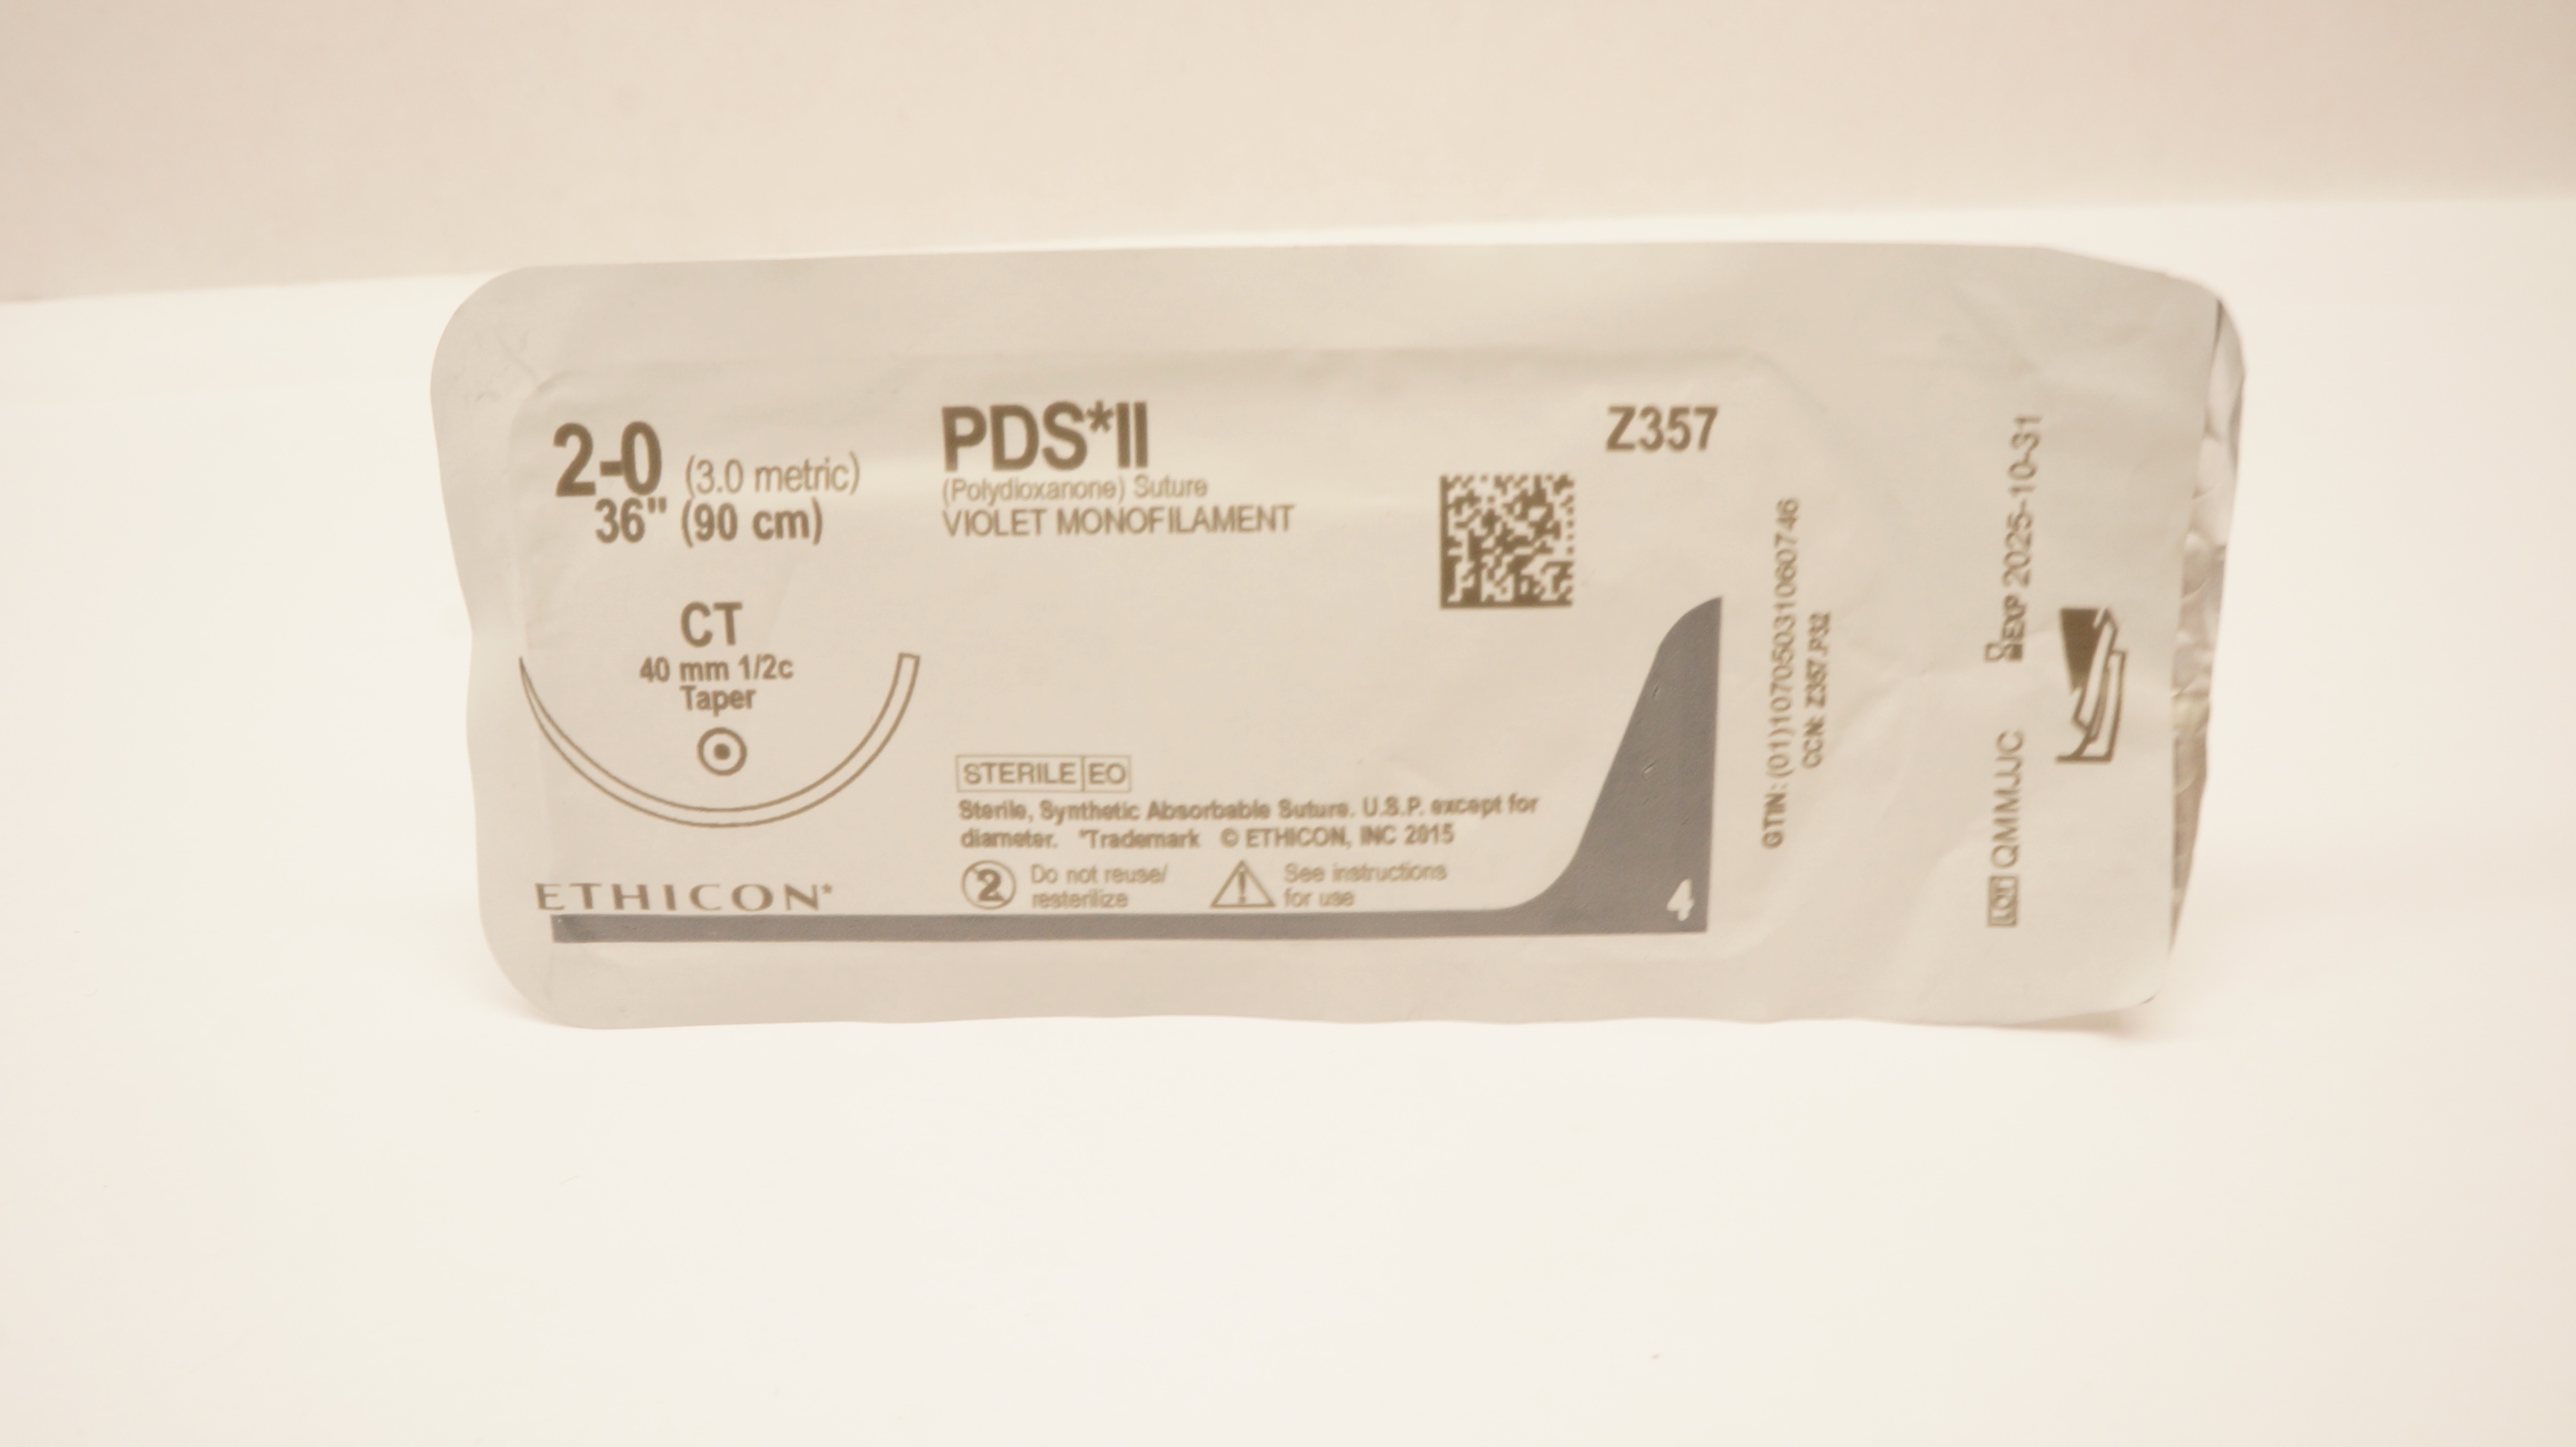 2-0 (3.0 metric)
36" (90 cm)
CT
40 mm 1/2c
Taper
ETHICON*
PDS*II
(Polydioxanone) Suture
VIOLET MONOFILAMENT
Z357
STERILE EO
Sterile, Synthetic Absorbable Suture. U.S.P. except for
diameter. *Trademark © ETHICON, INC 2015
2 Do not reuse/
resterilize
See instructions
for use
4
GTIN: (01)10705031060746
CCN: Z357.P32
LOT QMMJJC EXP 2025-10-31